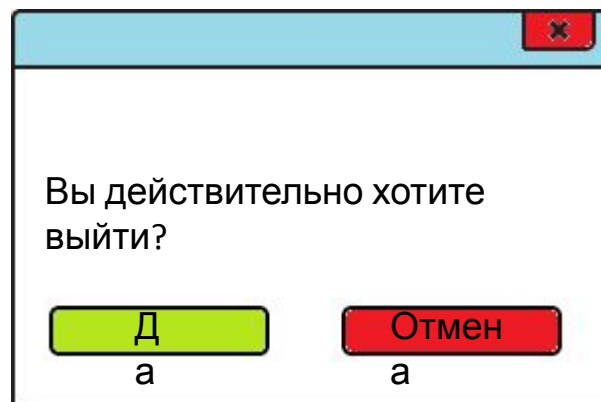 Вы действительно хотите
выйти?
Д
а
Отмен
а